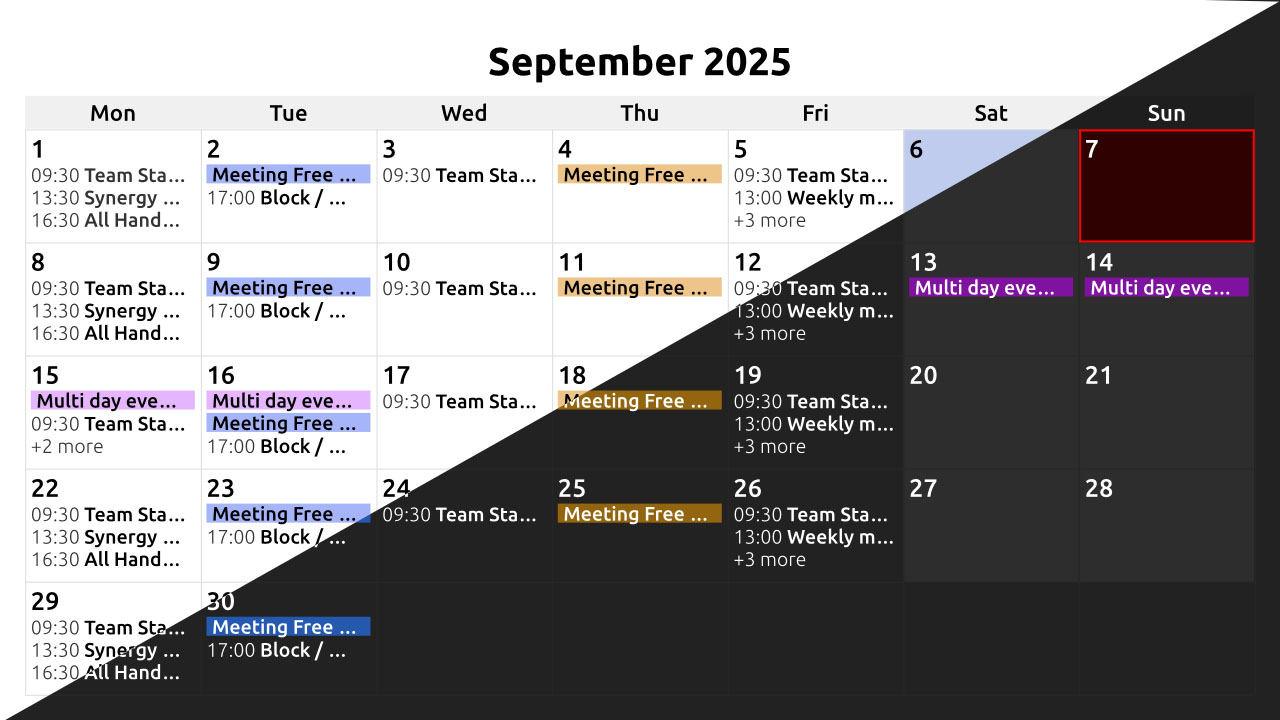 September 2025
Mon Tue Wed Thu Fri Sat Sun
1
09:30 Team Sta...
13:30 Synergy ...
16:30 All Hand...
2
Meeting Free ...
17:00 Block / ...
3
09:30 Team Sta...
4
Meeting Free ...
5
09:30 Team Sta...
13:00 Weekly m...
+3 more
6
7
8
09:30 Team Sta...
13:30 Synergy ...
16:30 All Hand...
9
Meeting Free ...
17:00 Block / ...
10
09:30 Team Sta...
11
Meeting Free ...
12
09:30 Team Sta...
13:00 Weekly m...
+3 more
13
Multi day eve...
14
Multi day eve...
15
Multi day eve...
09:30 Team Sta...
+2 more
16
Multi day eve...
Meeting Free ...
17:00 Block / ...
17
09:30 Team Sta...
18
Meeting Free ...
19
09:30 Team Sta...
13:00 Weekly m...
+3 more
20
21
22
09:30 Team Sta...
13:30 Synergy ...
16:30 All Hand...
23
Meeting Free ...
17:00 Block / ...
24
09:30 Team Sta...
25
Meeting Free ...
26
09:30 Team Sta...
13:00 Weekly m...
+3 more
27
28
29
09:30 Team Sta...
13:30 Synergy ...
16:30 All Hand...
30
Meeting Free ...
17:00 Block / ...